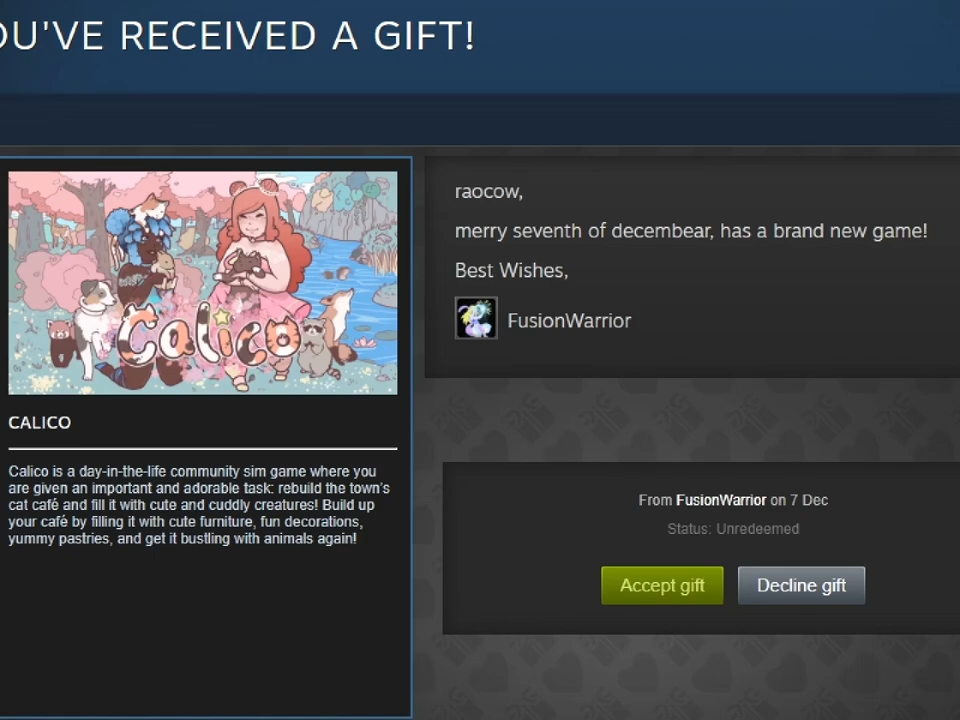 OU'VE RECEIVED A GIFT!
Calico
CALICO
Calico is a day-in-the-life community sim game where you
are given an important and adorable task: rebuild the town's
cat café and fill it with cute and cuddly creatures! Build up
your café by filling it with cute furniture, fun decorations,
yummy pastries, and get it bustling with animals again!
raocow,
merry seventh of decembear, has a brand new game!
Best Wishes,
FusionWarrior
From FusionWarrior on 7 Dec
Status: Unredeemed
Accept gift
Decline gift